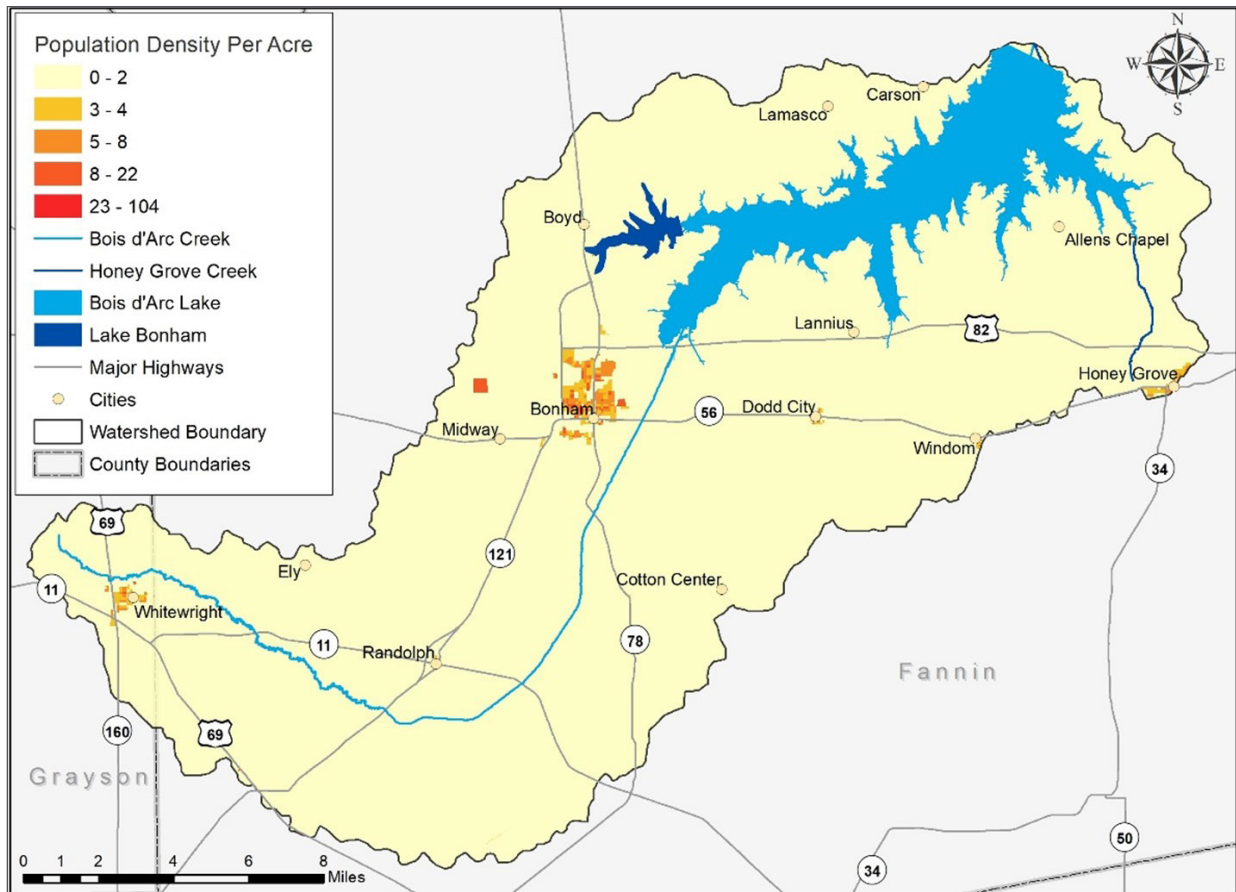 Population Density Per Acre
0 - 2
3 - 4
5 - 8
8 - 22
23 - 104
Bois d'Arc Creek
Honey Grove Creek
Bois d'Arc Lake
Lake Bonham
Major Highways
Cities
Watershed Boundary
County Boundaries
N
W E
S
Carson
Lamasco
Boyd
Allens Chapel
Lannius
82
Honey Grove
Bonham
56
Dodd City
Midway
Windom
34
69
121
Ely
Cotton Center
11
Whitewright
11
Randolph
78
Fannin
160
69
Grayson
50
34
0 1 2 4 6 8
Miles